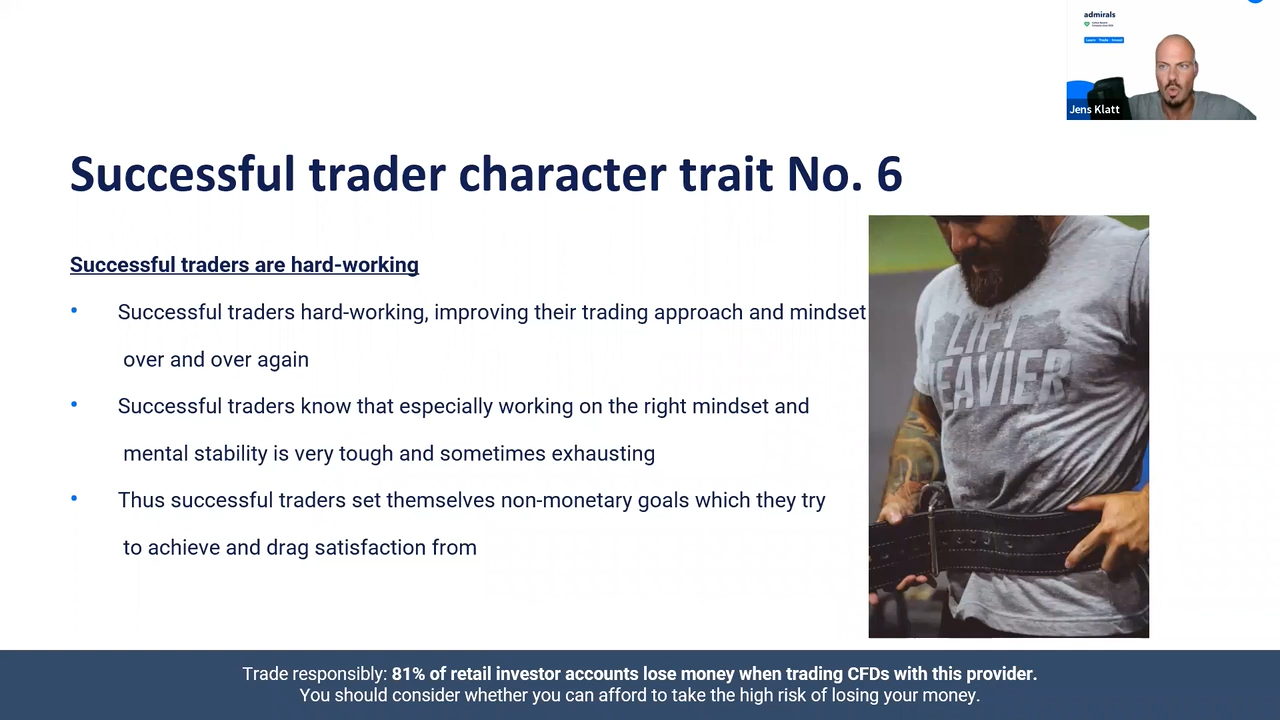 admirals
Jens Klatt
Successful trader character trait No. 6
Successful traders are hard-working
• Successful traders hard-working, improving their trading approach and mindset
over and over again
• Successful traders know that especially working on the right mindset and
mental stability is very tough and sometimes exhausting
• Thus successful traders set themselves non-monetary goals which they try
to achieve and drag satisfaction from
LIFT
EAVIER
Trade responsibly: 81% of retail investor accounts lose money when trading CFDs with this provider.
You should consider whether you can afford to take the high risk of losing your money.